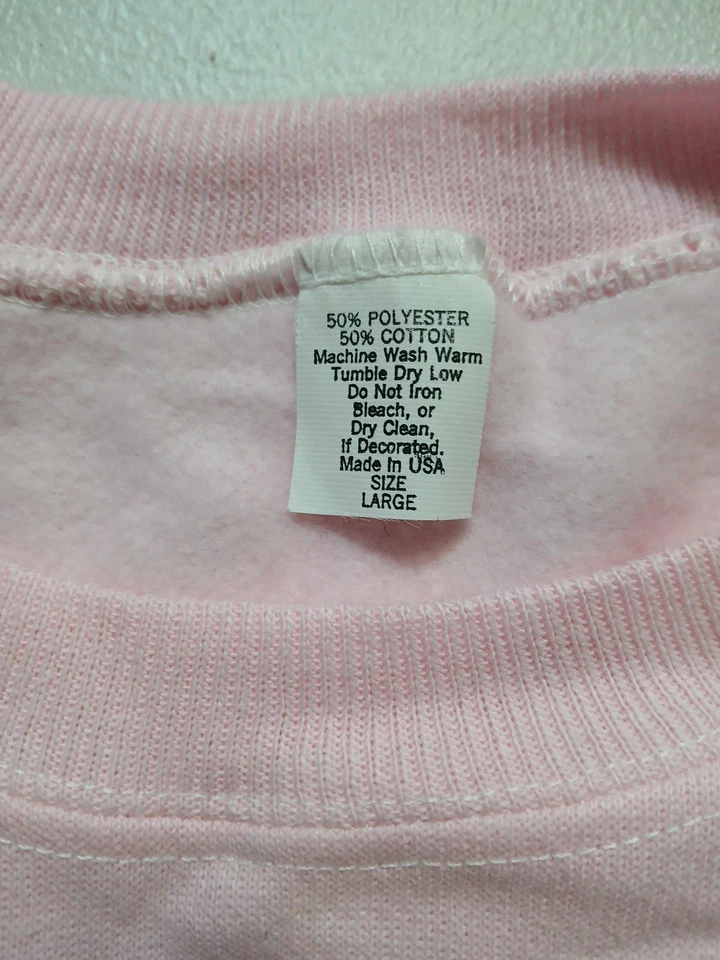 50% POLYESTER
50% COTTON
Machine Wash Warm
Tumble Dry Low
Do Not Iron
Bleach, or
Dry Clean,
If Decorated.
Made In USA
SIZE
LARGE